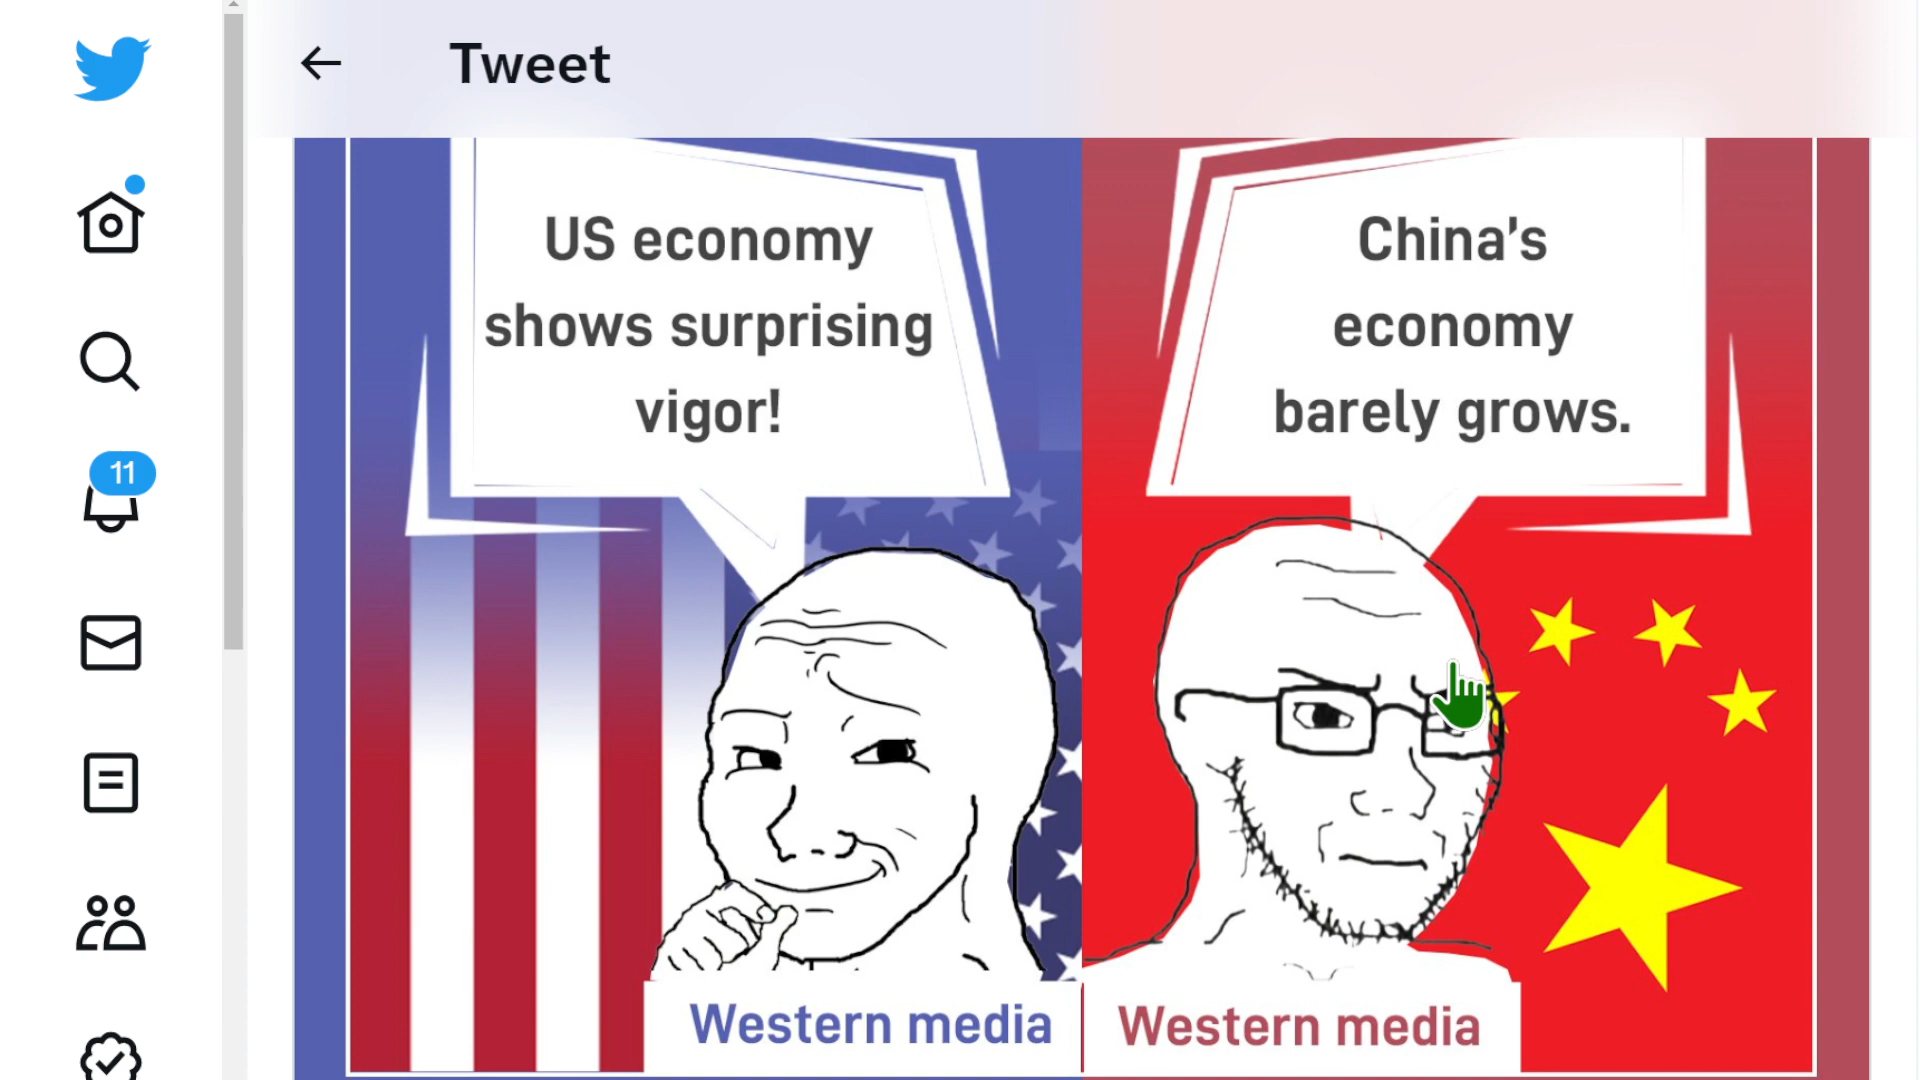 Tweet
US economy
shows surprising
vigor!
China's
economy
barely grows.
11
Western media
Western media